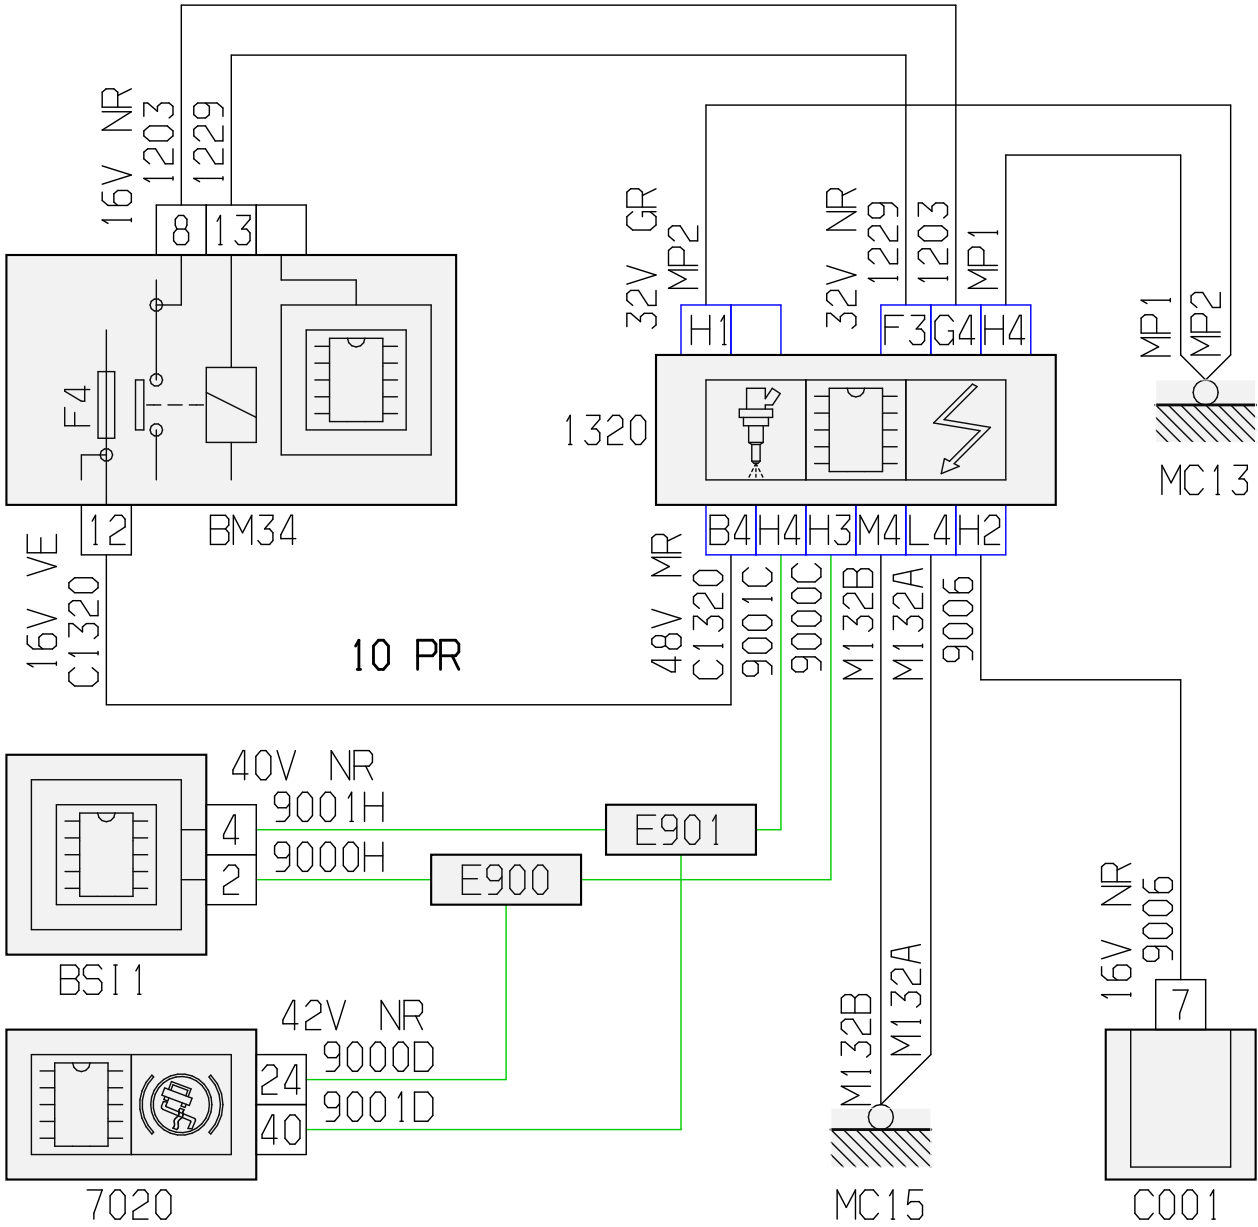 16V NR
1203
1229
8
13
F4
BM34
12
16V VE
C1320
10 PR
32V GR
MP2
32V NR
1229
1203
MP1
H1
F3
G4
H4
1320
MP1
MP2
MC13
B4
H4
H3
M4
L4
H2
48V MR
C1320
9001C
9000C
M132B
M132A
9006
40V NR
9001H
4
9000H
2
E901
E900
BSI1
42V NR
9000D
24
9001D
40
7020
M132B
M132A
MC15
16V NR
9006
7
C001